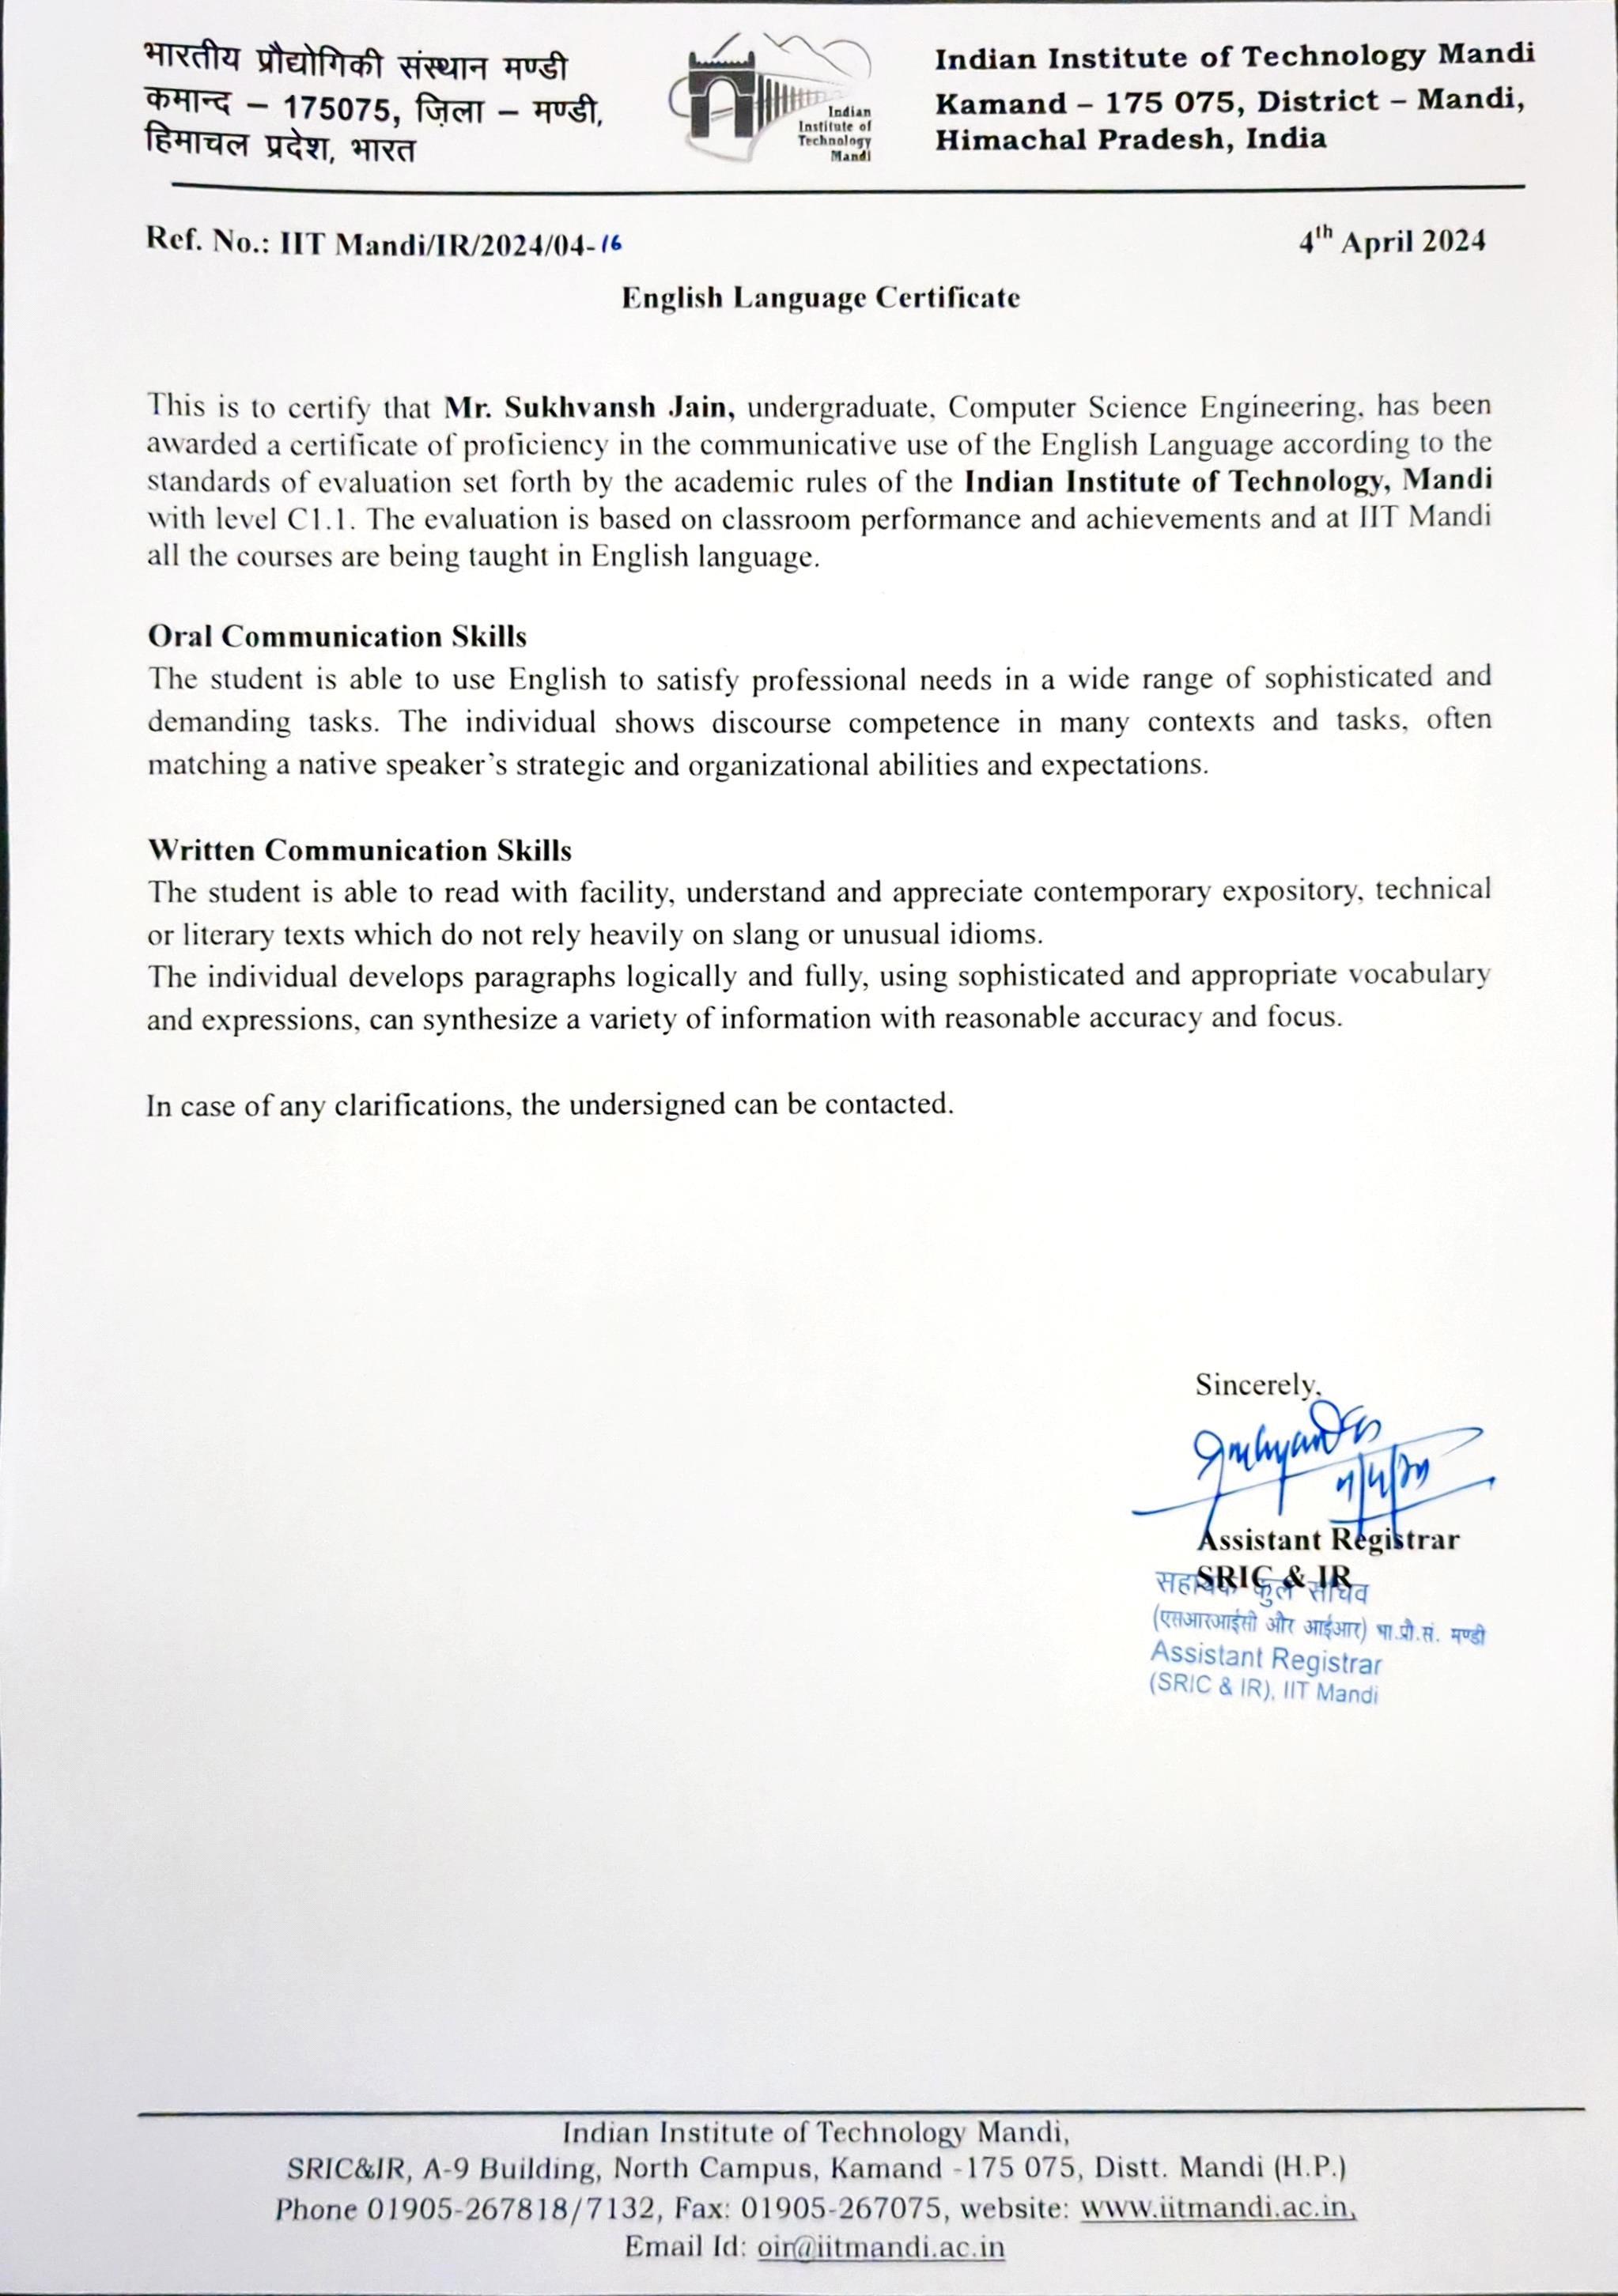 भारतीय प्रौद्योगिकी संस्थान मण्डी
कमान्द – 175075, ज़िला – मण्डी,
हिमाचल प्रदेश, भारत
Indian
Institute of
Technology
Mandi
Indian Institute of Technology Mandi
Kamand – 175 075, District – Mandi,
Himachal Pradesh, India
Ref. No.: IIT Mandi/IR/2024/04-16
4th April 2024
English Language Certificate
This is to certify that Mr. Sukhvansh Jain, undergraduate, Computer Science Engineering, has been
awarded a certificate of proficiency in the communicative use of the English Language according to the
standards of evaluation set forth by the academic rules of the Indian Institute of Technology, Mandi
with level C1.1. The evaluation is based on classroom performance and achievements and at IIT Mandi
all the courses are being taught in English language.
Oral Communication Skills
The student is able to use English to satisfy professional needs in a wide range of sophisticated and
demanding tasks. The individual shows discourse competence in many contexts and tasks, often
matching a native speaker’s strategic and organizational abilities and expectations.
Written Communication Skills
The student is able to read with facility, understand and appreciate contemporary expository, technical
or literary texts which do not rely heavily on slang or unusual idioms.
The individual develops paragraphs logically and fully, using sophisticated and appropriate vocabulary
and expressions, can synthesize a variety of information with reasonable accuracy and focus.
In case of any clarifications, the undersigned can be contacted.
Sincerely,
Assistant Registrar
SRIC & IR
सहायक कुल सचिव
(एसआरआईसी और आईआर) भा.प्रौ.सं. मण्डी
Assistant Registrar
(SRIC & IR), IIT Mandi
Indian Institute of Technology Mandi,
SRIC&IR, A-9 Building, North Campus, Kamand -175 075, Distt. Mandi (H.P.)
Phone 01905-267818/7132, Fax: 01905-267075, website: www.iitmandi.ac.in,
Email Id: oir@iitmandi.ac.in